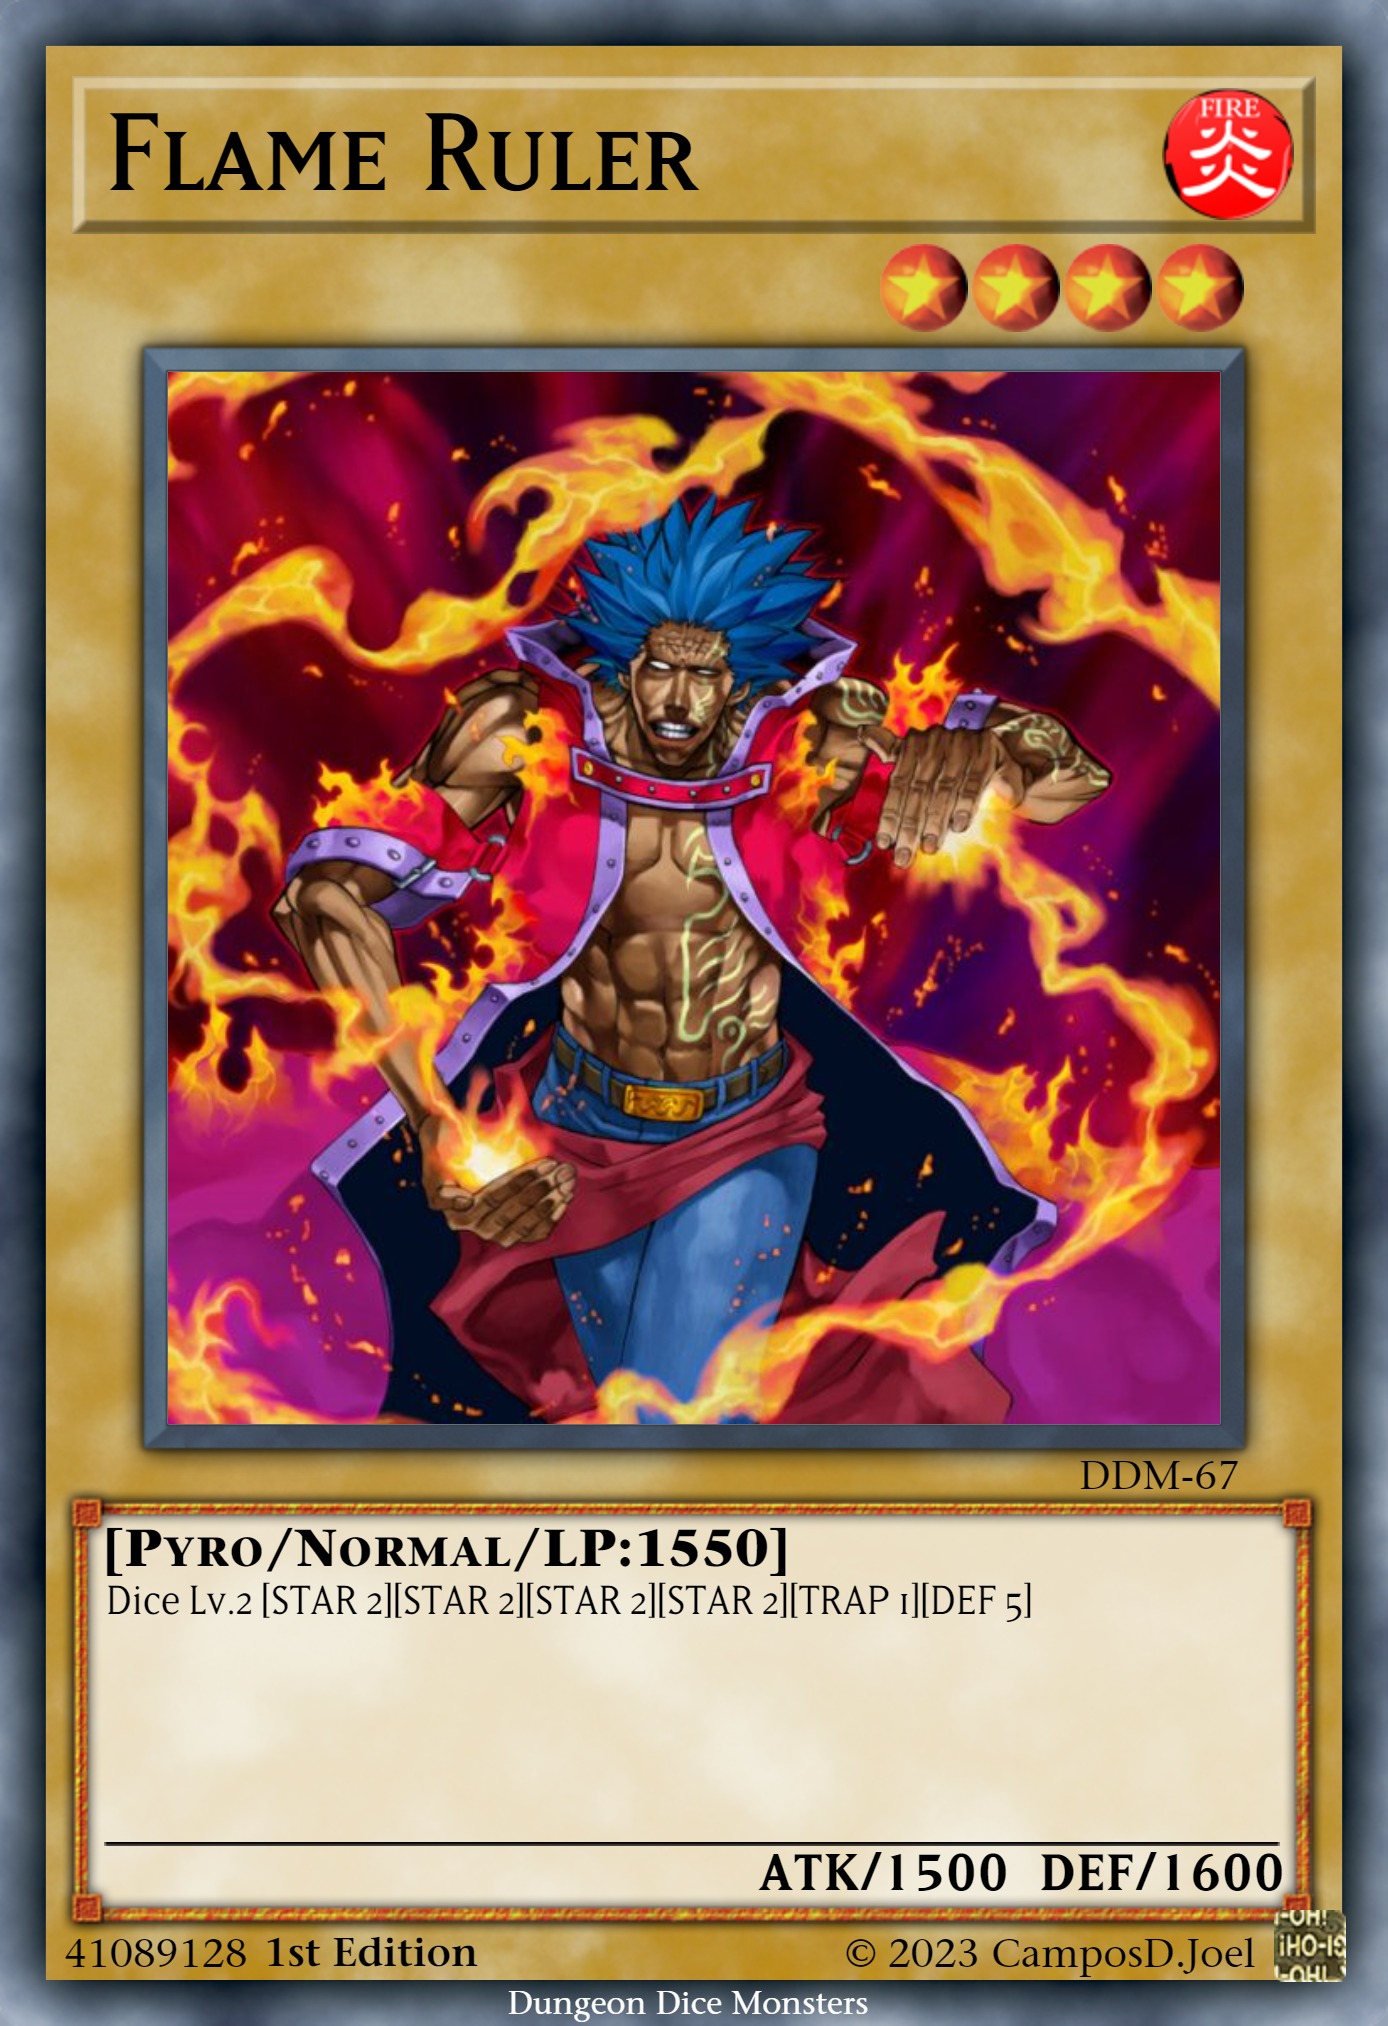 Flame Ruler
FIRE
炎
DDM-67
[Pyro/Normal/LP:1550]
Dice Lv.2 [STAR 2][STAR 2][STAR 2][STAR 2][TRAP 1][DEF 5]
ATK/1500 DEF/1600
41089128 1st Edition
© 2023 CamposD.Joel
Dungeon Dice Monsters